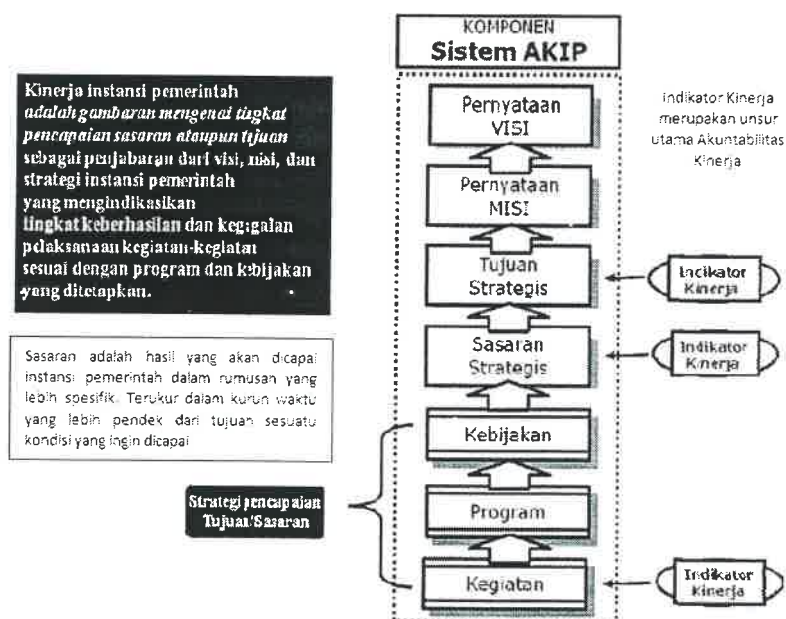 KOMPONEN
Sistem AKIP
Kinerja instansi pemerintah
adalah gambaran mengenai tingkat
pencapaian sasaran ataupun tujuan
sebagai penjabaran dari visi, misi, dan
strategi instansi pemerintah
yang mengindikasikan
tingkat keberhasilan dan kegagalan
pelaksanaan kegiatan-kegiatan
sesuai dengan program dan kebijakan
yang ditetapkan.
Sasaran adalah hasil yang akan dicapai
instansi pemerintah dalam rumusan yang
lebih spesifik. Terukur dalam kurun waktu
yang lebih pendek dari tujuan sesuatu
kondisi yang ingin dicapai
Strategi pencapaian
Tujuan/Sasaran
Pernyataan
VISI
Pernyataan
MISI
Tujuan
Strategis
Sasaran
Strategis
Kebijakan
Program
Kegiatan
Indikator Kinerja
merupakan unsur
utama Akuntabilitas
Kinerja
Indikator
Kinerja
Indikator
Kinerja
Indikator
Kinerja